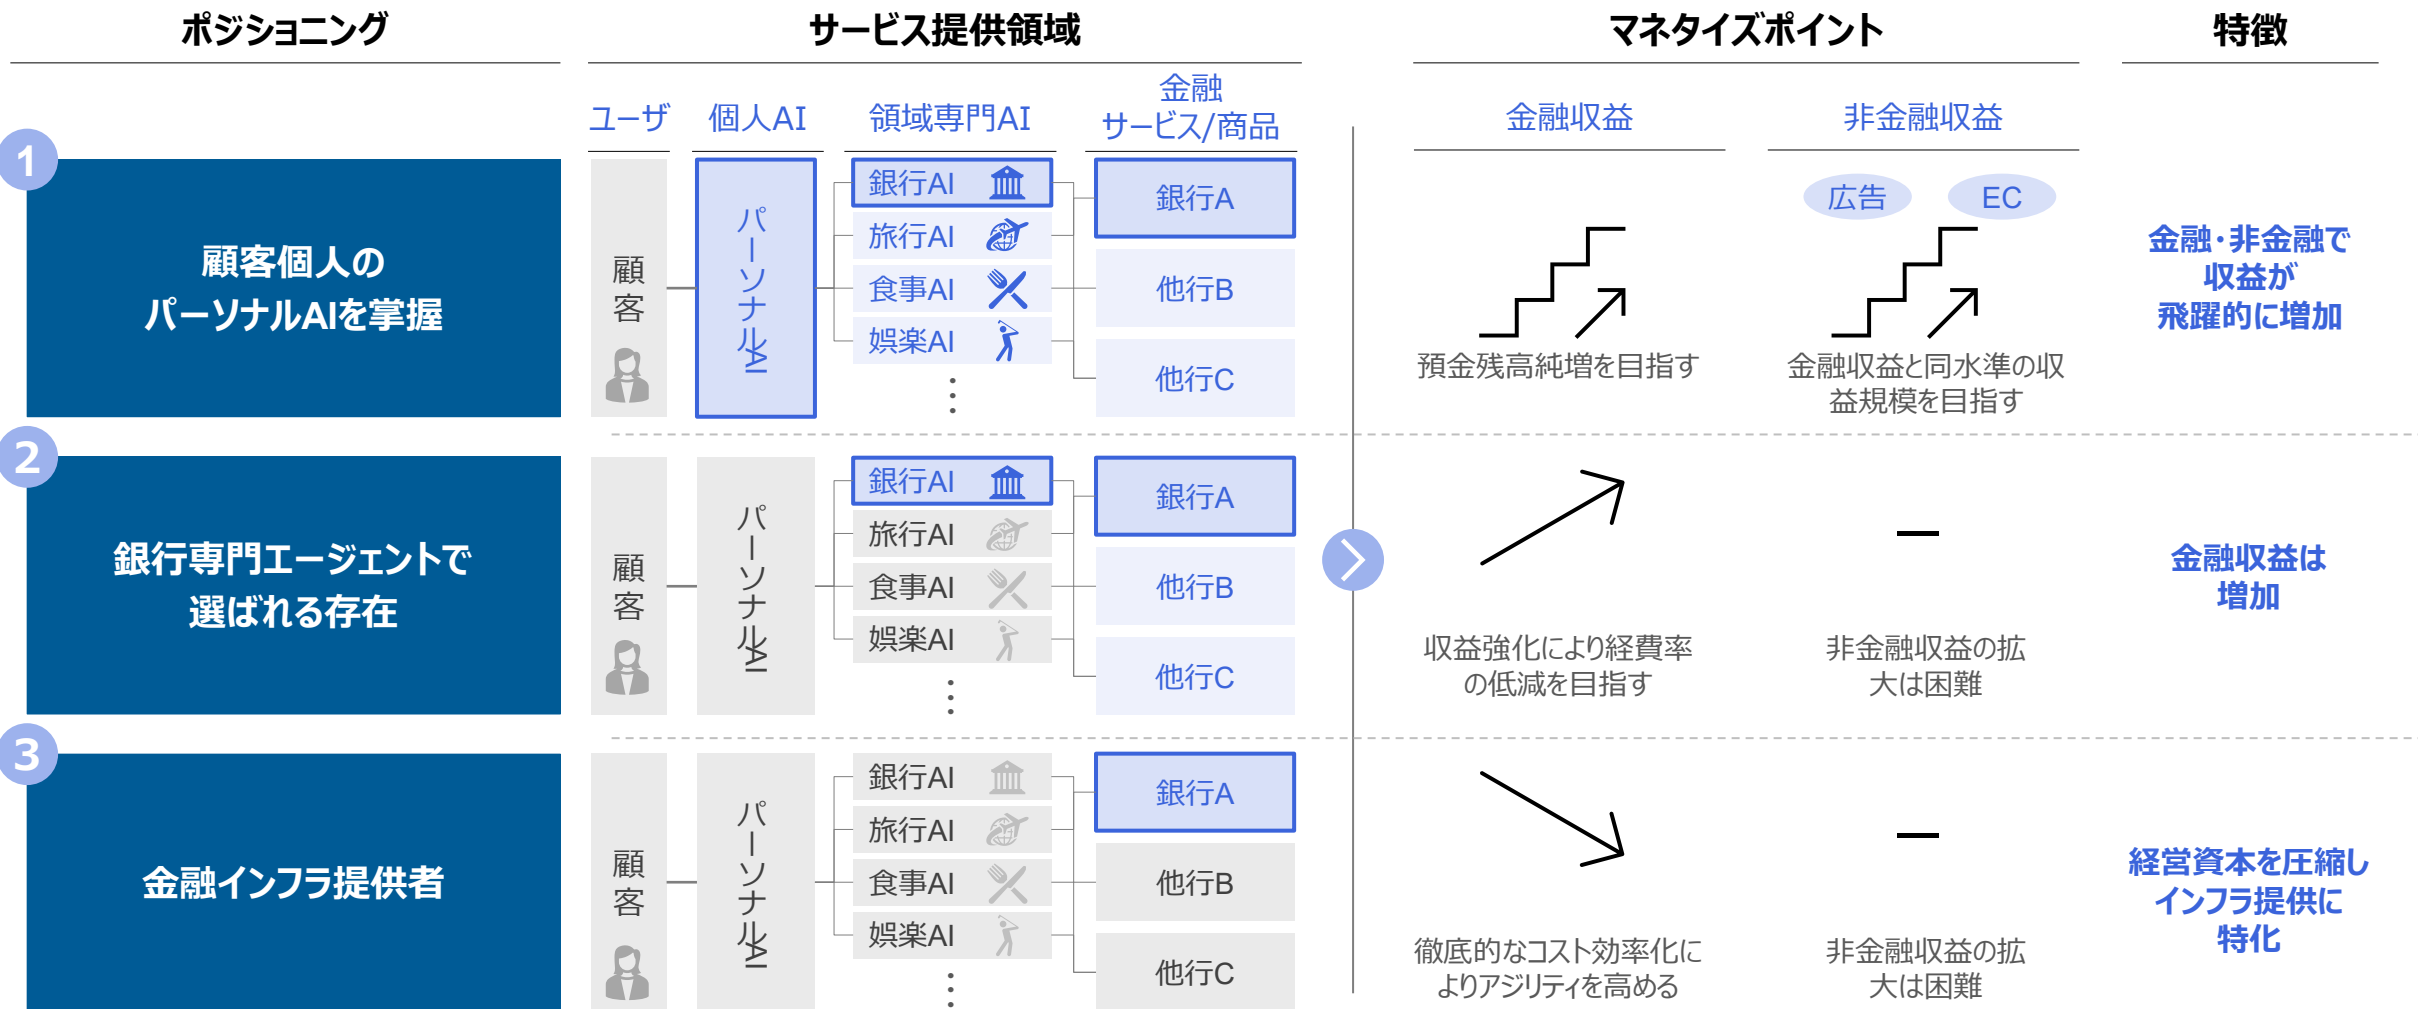 ポジショニング
サービス提供領域
マネタイズポイント
特徴
ユーザ
個人AI
領域専門AI
金融
サービス/商品
金融収益
非金融収益
1
顧客個人の
パーソナルAIを掌握
顧客
パーソナルAI
銀行AI
旅行AI
食事AI
娯楽AI
⋮
銀行A
他行B
他行C
預金残高純増を目指す
広告
EC
金融収益と同水準の収
益規模を目指す
金融・非金融で
収益が
飛躍的に増加
2
銀行専門エージェントで
選ばれる存在
顧客
パーソナルAI
銀行AI
旅行AI
食事AI
娯楽AI
⋮
銀行A
他行B
他行C
収益強化により経費率
の低減を目指す
ー
非金融収益の拡
大は困難
金融収益は
増加
3
金融インフラ提供者
顧客
パーソナルAI
銀行AI
旅行AI
食事AI
娯楽AI
⋮
銀行A
他行B
他行C
徹底的なコスト効率化に
よりアジリティを高める
ー
非金融収益の拡
大は困難
経営資本を圧縮し
インフラ提供に
特化